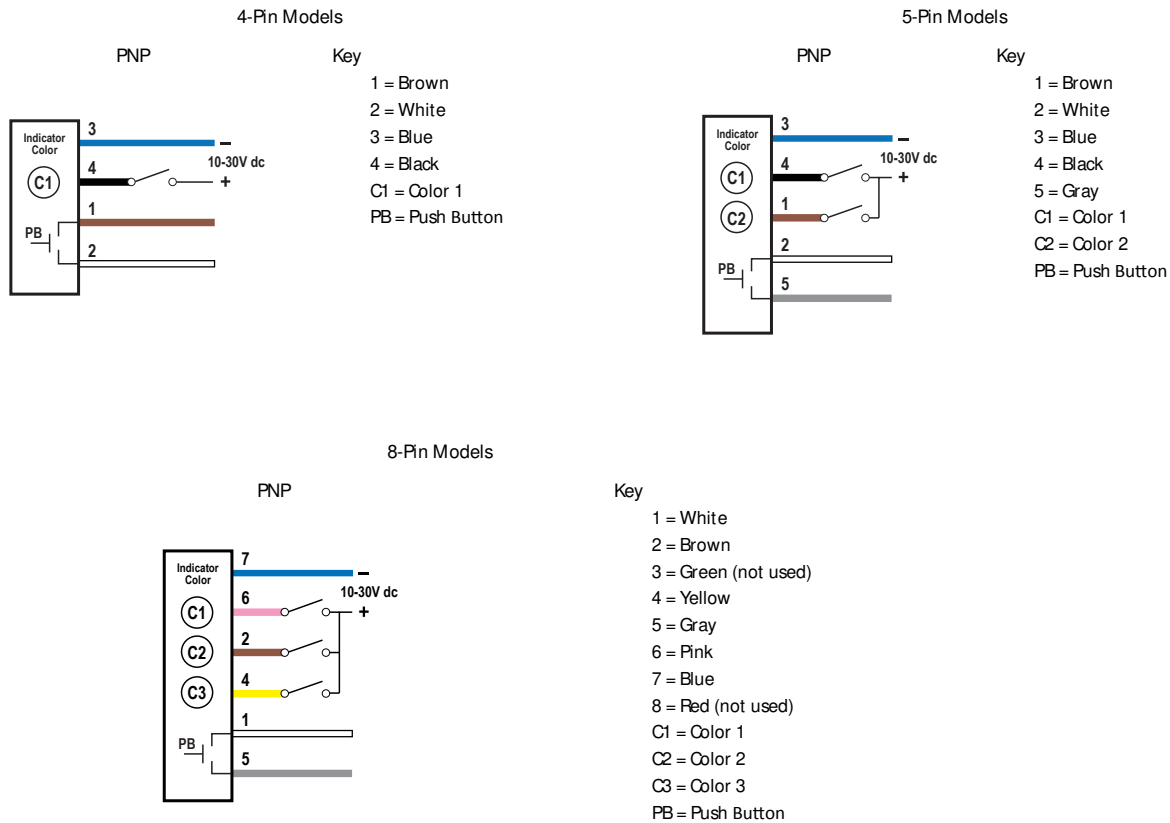 4-Pin Models
PNP
Key
1 = Brown
2 = White
3 = Blue
4 = Black
C1 = Color 1
PB = Push Button
Indicator
Color
3
–
10-30V dc
C1
4
+
1
PB
2
5-Pin Models
PNP
Key
1 = Brown
2 = White
3 = Blue
4 = Black
5 = Gray
C1 = Color 1
C2 = Color 2
PB = Push Button
Indicator
Color
3
–
10-30V dc
C1
4
+
C2
1
2
PB
5
8-Pin Models
PNP
Key
1 = White
2 = Brown
3 = Green (not used)
4 = Yellow
5 = Gray
6 = Pink
7 = Blue
8 = Red (not used)
C1 = Color 1
C2 = Color 2
C3 = Color 3
PB = Push Button
Indicator
Color
7
–
10-30V dc
C1
6
+
C2
2
C3
4
1
PB
5